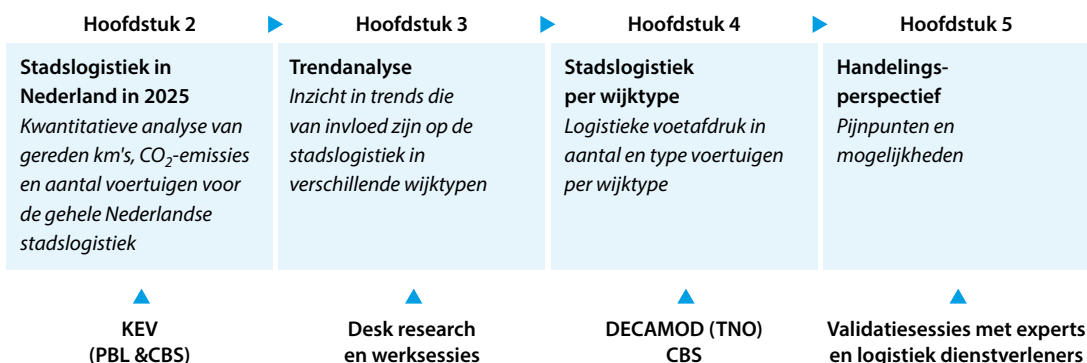 Hoofdstuk 2
Hoofdstuk 3
Hoofdstuk 4
Hoofdstuk 5
Stadslogistiek in
Nederland in 2025
Kwantitatieve analyse van
gereden km's, CO2-emissies
en aantal voertuigen voor
de gehele Nederlandse
stadslogistiek
Trendanalyse
Inzicht in trends die
van invloed zijn op de
stadslogistiek in
verschillende wijktypen
Stadslogistiek
per wijktype
Logistieke voetafdruk in
aantal en type voertuigen
per wijktype
Handelings-
perspectief
Pijnpunten en
mogelijkheden
KEV
(PBL &CBS)
Desk research
en werksessies
DECAMOD (TNO)
CBS
Validatiesessies met experts
en logistiek dienstverleners